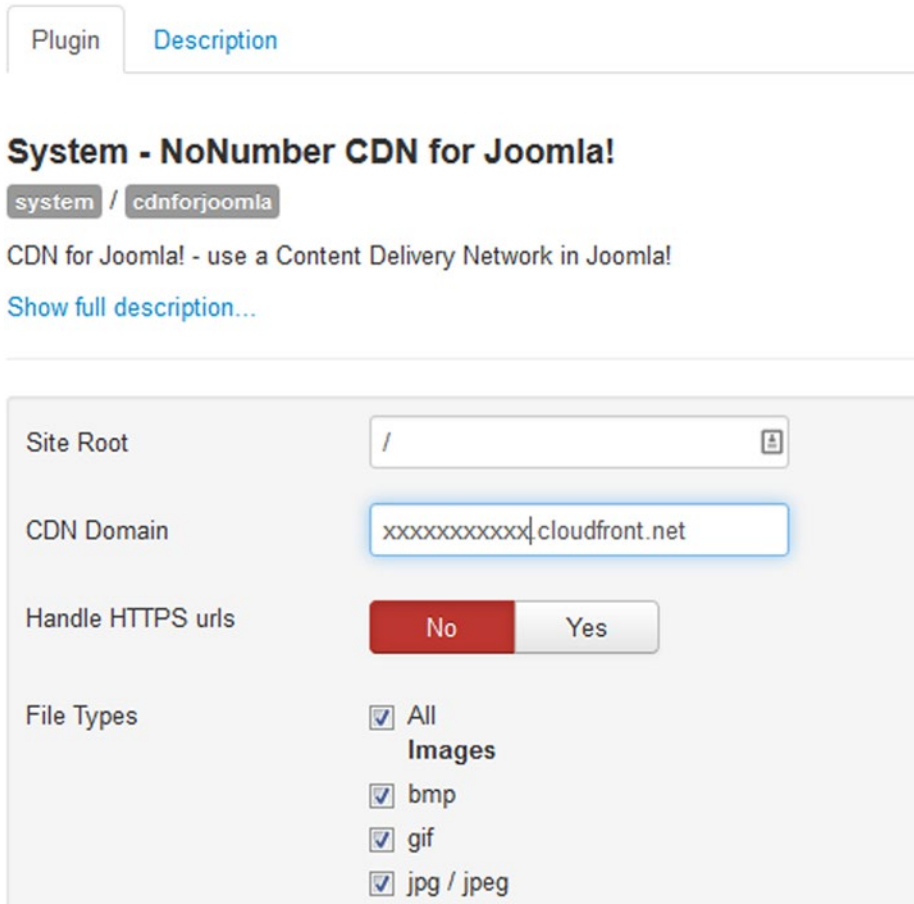 Plugin Description
System - NoNumber CDN for Joomla!
system / cdnforjoomla
CDN for Joomla! - use a Content Delivery Network in Joomla!
Show full description...
Site Root /
CDN Domain xxxxxxxxxxx.cloudfront.net
Handle HTTPS urls No Yes
File Types All
Images
bmp
gif
jpg / jpeg